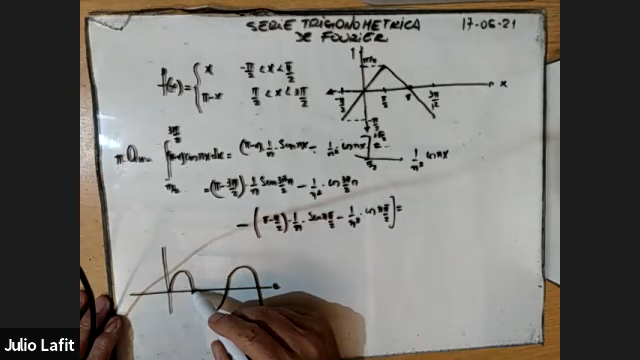 SERIE TRIGONOMETRICA
DE FOURIER
17-06-21
f(x) = { x   -π/2 < x < π/2
π-x   π/2 < x < 3π/2
π/2
x
-π/2   π/2   π   3π/2
-π/2
= (π-x)·1/n·sen nx - 1/n² cos nx ]
1/n² cos nx
= (π-3π/2)·1/n sen 3π/2 n - 1/n²·cos 3π/2 n
- (π-π/2)·1/n·sen n π/2 - 1/n²·cos n π/2 ] =
Julio Lafit